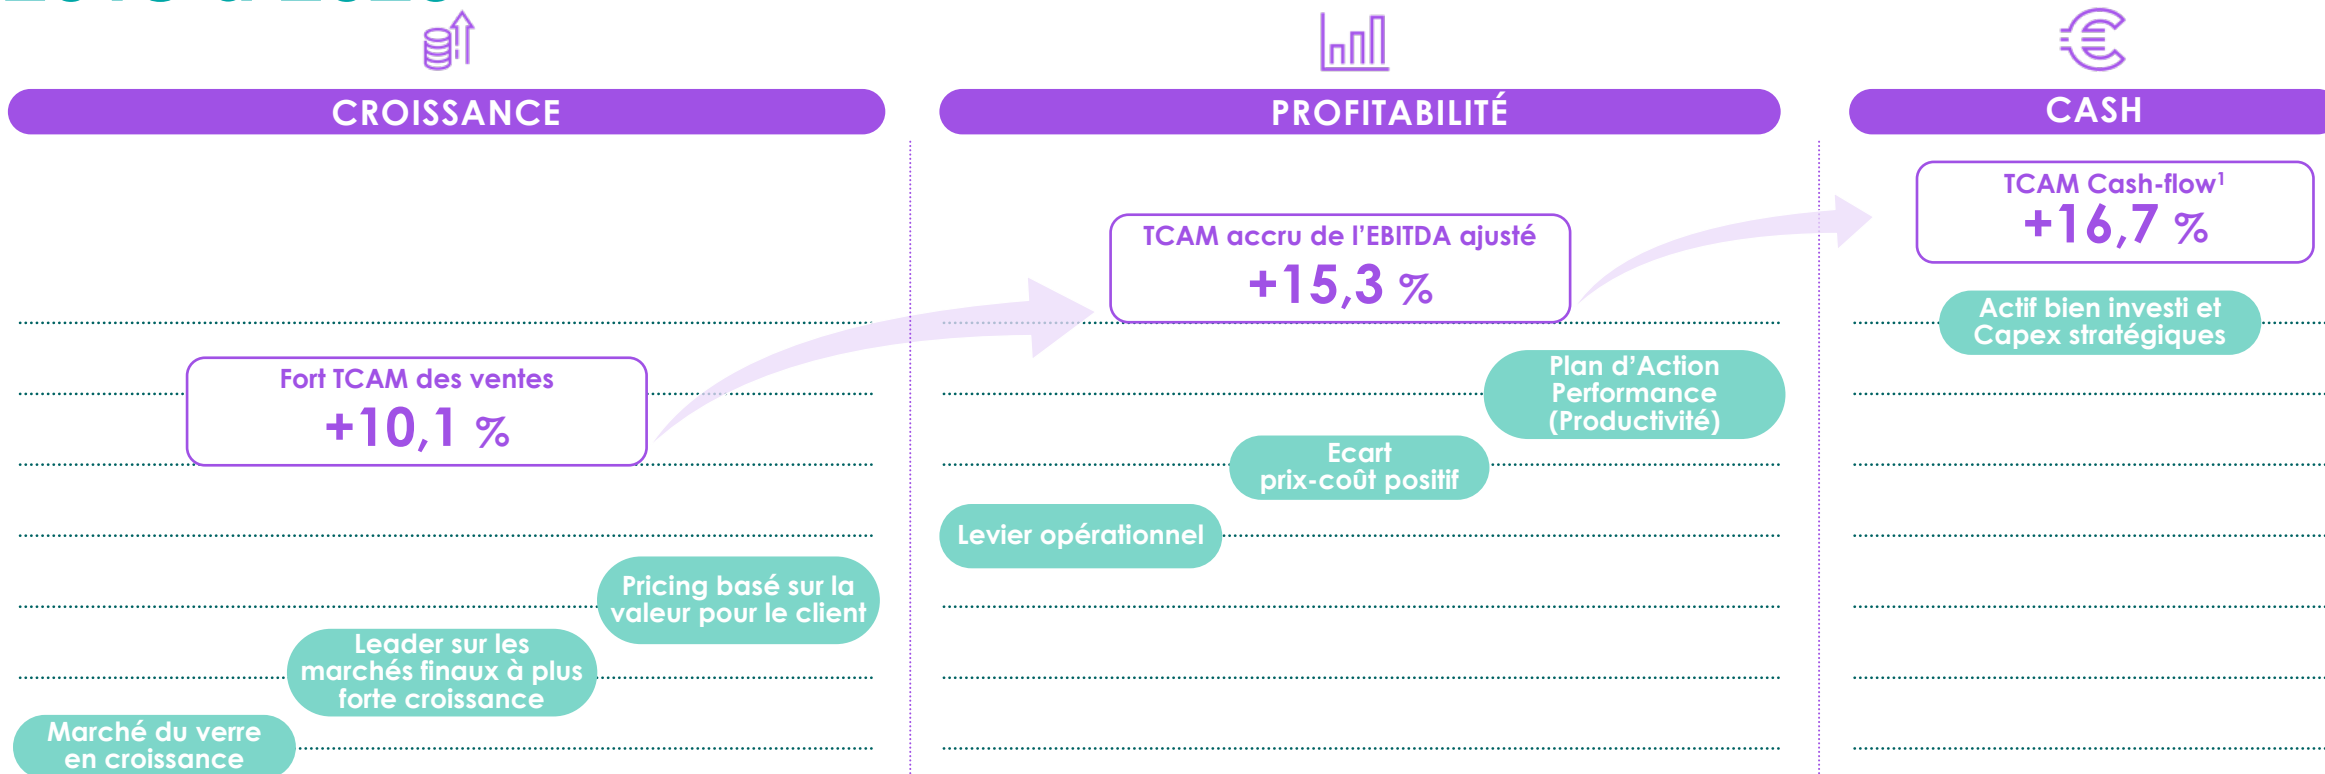 CROISSANCE
Fort TCAM des ventes
+10,1 %
Pricing basé sur la
valeur pour le client
Leader sur les
marchés finaux à plus
forte croissance
Marché du verre
en croissance
PROFITABILITÉ
TCAM accru de l’EBITDA ajusté
+15,3 %
Plan d’Action
Performance
(Productivité)
Ecart
prix-coût positif
Levier opérationnel
CASH
TCAM Cash-flow¹
+16,7 %
Actif bien investi et
Capex stratégiques